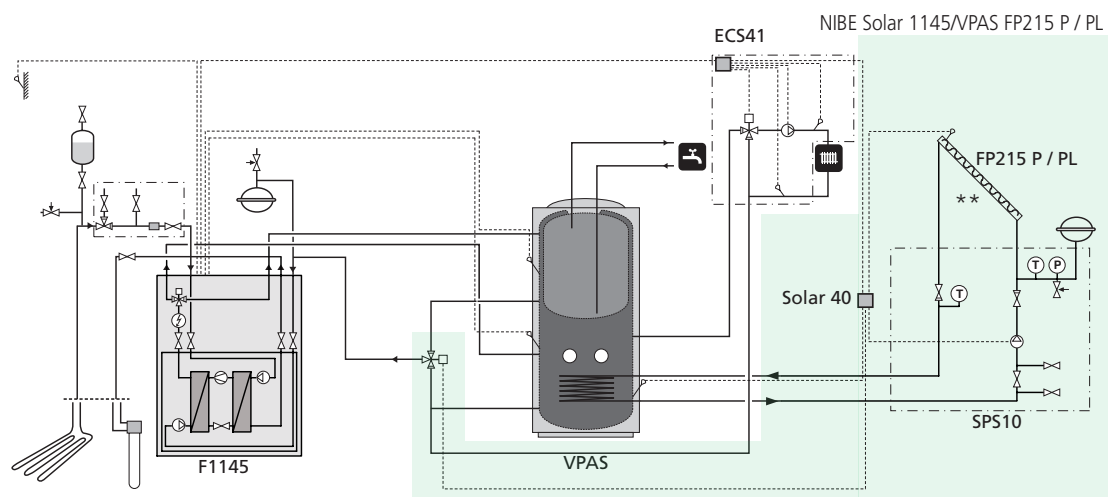 NIBE Solar 1145/VPAS FP215 P / PL
ECS41
FP215 P / PL
**
T
P
T
Solar 40
SPS10
VPAS
F1145